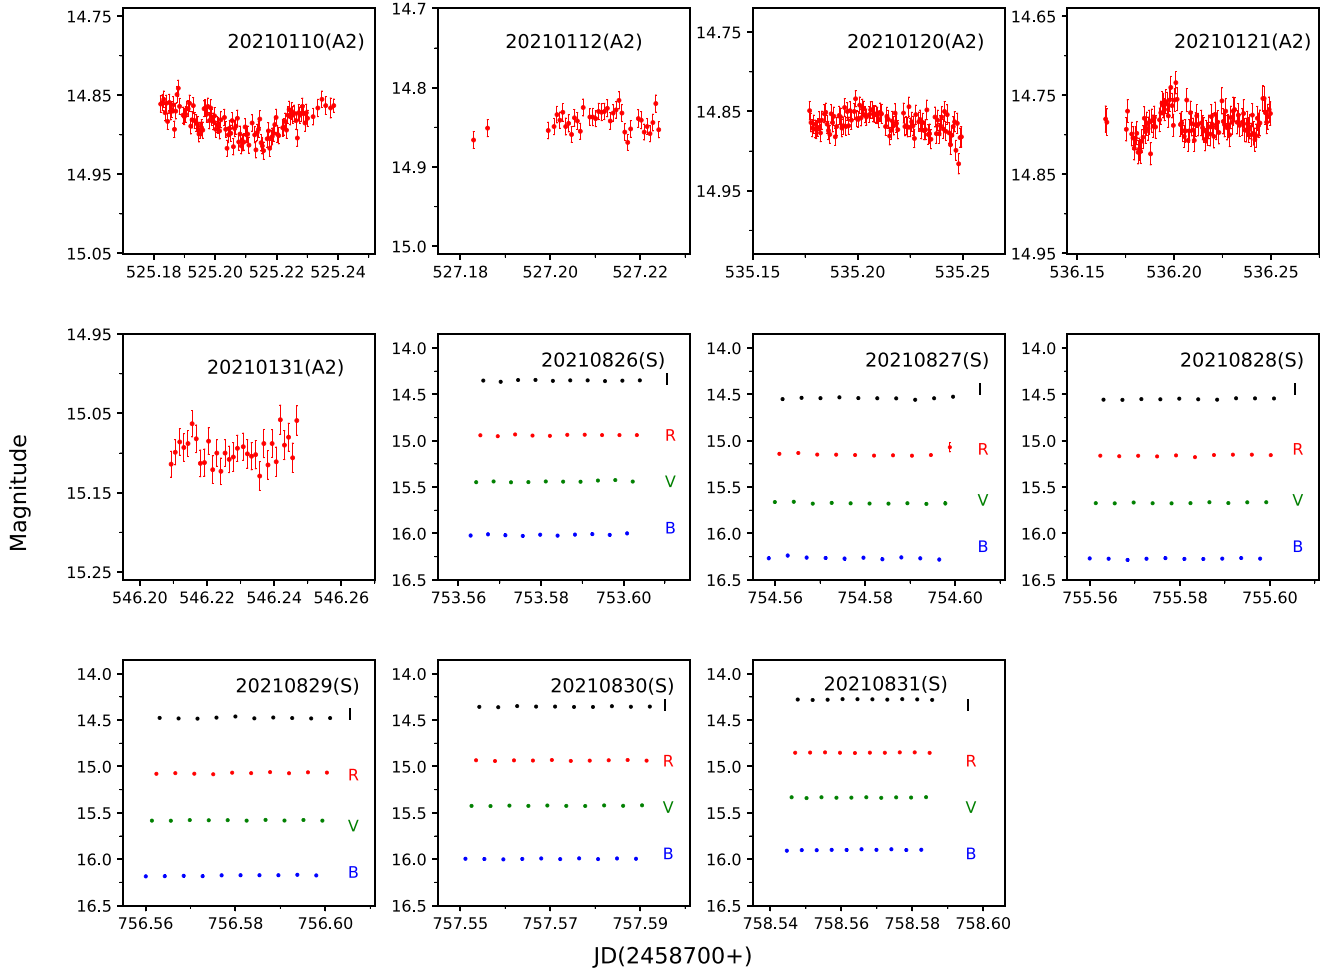 Magnitude
20210110(A2)
14.75
14.85
14.95
15.05
525.18 525.20 525.22 525.24
20210112(A2)
14.7
14.8
14.9
15.0
527.18 527.20 527.22
20210120(A2)
14.75
14.85
14.95
535.15 535.20 535.25
20210121(A2)
14.65
14.75
14.85
14.95
536.15 536.20 536.25
20210131(A2)
14.95
15.05
15.15
15.25
546.20 546.22 546.24 546.26
20210826(S)
14.0
14.5
15.0
15.5
16.0
16.5
I
R
V
B
753.56 753.58 753.60
20210827(S)
14.0
14.5
15.0
15.5
16.0
16.5
I
R
V
B
754.56 754.58 754.60
20210828(S)
14.0
14.5
15.0
15.5
16.0
16.5
I
R
V
B
755.56 755.58 755.60
20210829(S)
14.0
14.5
15.0
15.5
16.0
16.5
I
R
V
B
756.56 756.58 756.60
20210830(S)
14.0
14.5
15.0
15.5
16.0
16.5
I
R
V
B
757.55 757.57 757.59
20210831(S)
14.0
14.5
15.0
15.5
16.0
16.5
I
R
V
B
758.54 758.56 758.58 758.60
JD(2458700+)